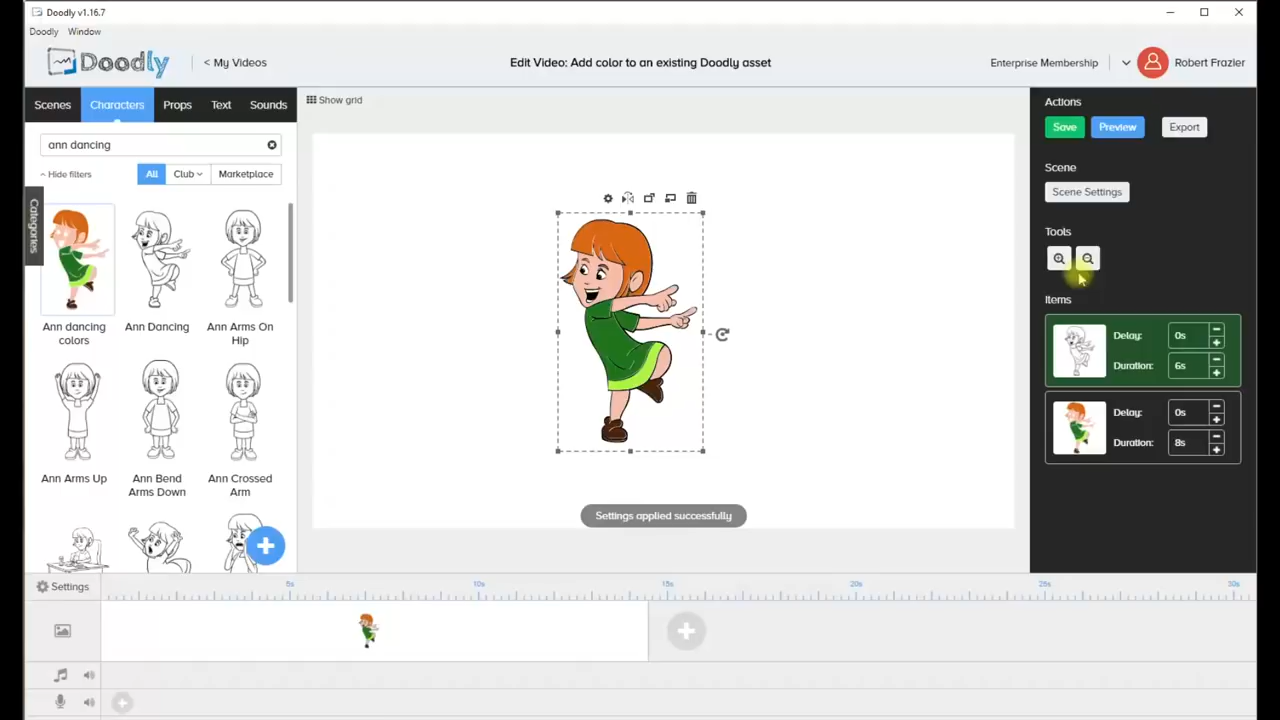 Doodly v1.16.7
Doodly Window
Doodly
< My Videos
Edit Video: Add color to an existing Doodly asset
Enterprise Membership
Robert Frazier
Scenes Characters Props Text Sounds
Show grid
ann dancing
Hide filters
All Club Marketplace
Categories
Ann dancing
colors
Ann Dancing
Ann Arms On
Hip
Ann Arms Up
Ann Bend
Arms Down
Ann Crossed
Arm
Settings applied successfully
Actions
Save Preview Export
Scene
Scene Settings
Tools
Items
Delay: 0s
Duration: 6s
Delay: 0s
Duration: 8s
Settings
5s 10s 15s 20s 25s 30s